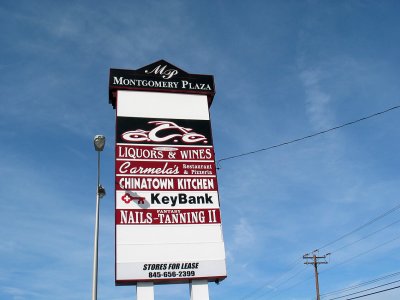 MP
MONTGOMERY PLAZA
LIQUORS & WINES
Carmela's Restaurant & Pizzeria
CHINATOWN KITCHEN
KeyBank
FANTASY
NAILS-TANNING II
STORES FOR LEASE
845-656-2399